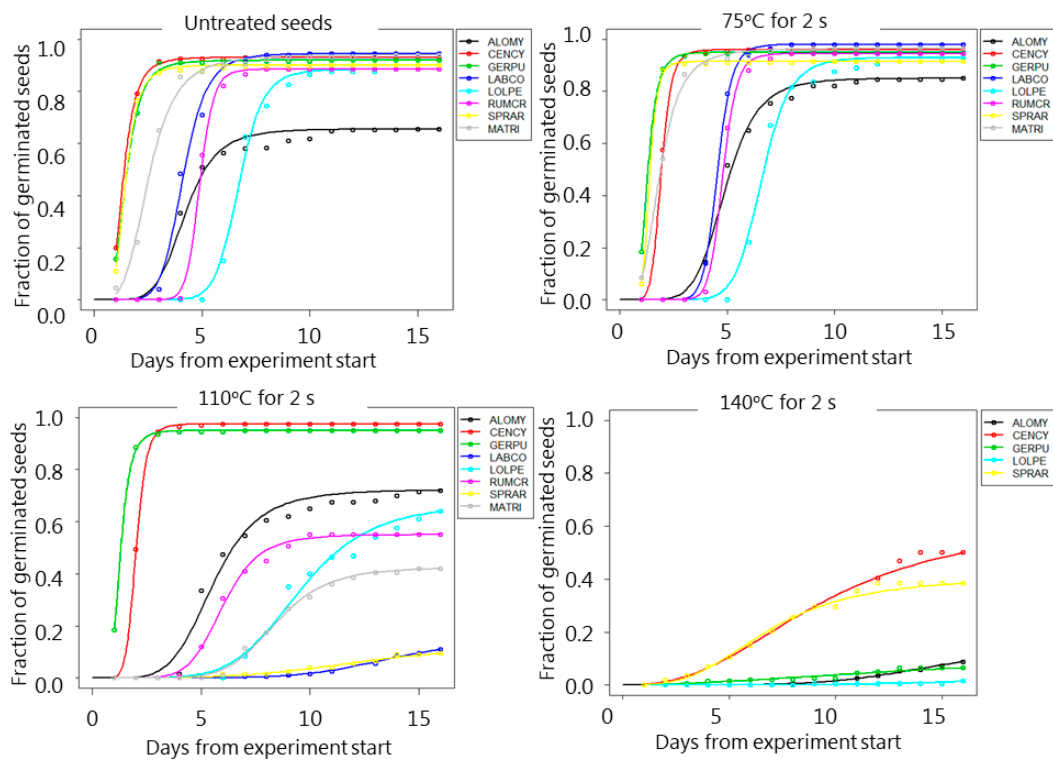 Untreated seeds
Fraction of germinated seeds
1.0
0.8
0.6
0.4
0.2
0.0
0
5
10
15
Days from experiment start
ALOMY
CENCY
GERPU
LABCO
LOLPE
RUMCR
SPRAR
MATRI
75°C for 2 s
Fraction of germinated seeds
1.0
0.8
0.6
0.4
0.2
0.0
0
5
10
15
Days from experiment start
ALOMY
CENCY
GERPU
LABCO
LOLPE
RUMCR
SPRAR
MATRI
110°C for 2 s
Fraction of germinated seeds
1.0
0.8
0.6
0.4
0.2
0.0
0
5
10
15
Days from experiment start
ALOMY
CENCY
GERPU
LABCO
LOLPE
RUMCR
SPRAR
MATRI
140°C for 2 s
Fraction of germinated seeds
1.0
0.8
0.6
0.4
0.2
0.0
0
5
10
15
Days from experiment start
ALOMY
CENCY
GERPU
LOLPE
SPRAR